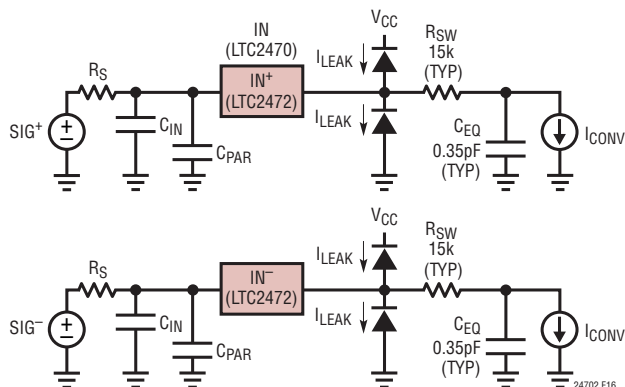 IN
(LTC2470)
IN+
(LTC2472)
VCC
ILEAK
ILEAK
RSW
15k
(TYP)
RS
SIG+
+
–
CIN
CPAR
CEQ
0.35pF
(TYP)
ICONV
IN–
(LTC2472)
VCC
ILEAK
ILEAK
RSW
15k
(TYP)
RS
SIG–
+
–
CIN
CPAR
CEQ
0.35pF
(TYP)
ICONV
24702 F16